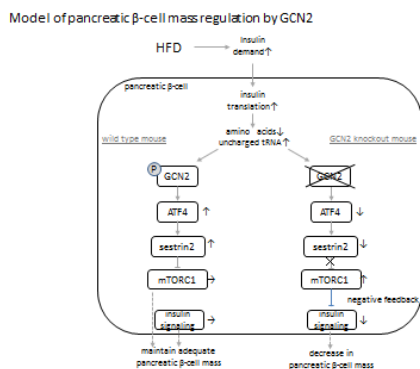 Model of pancreatic β-cell mass regulation by GCN2
HFD
Insulin
demand↑
pancreatic β-cell
insulin
translation↑
amino acids↓
uncharged tRNA↑
wild type mouse
GCN2 knockout mouse
P
GCN2
GCN2
ATF4 ↑
ATF4 ↓
sestrin2 ↑
sestrin2 ↓
mTORC1 →
mTORC1 ↑
negative feedback
insulin
signaling →
insulin
signaling ↓
maintain adequate
pancreatic β-cell mass
decrease in
pancreatic β-cell mass